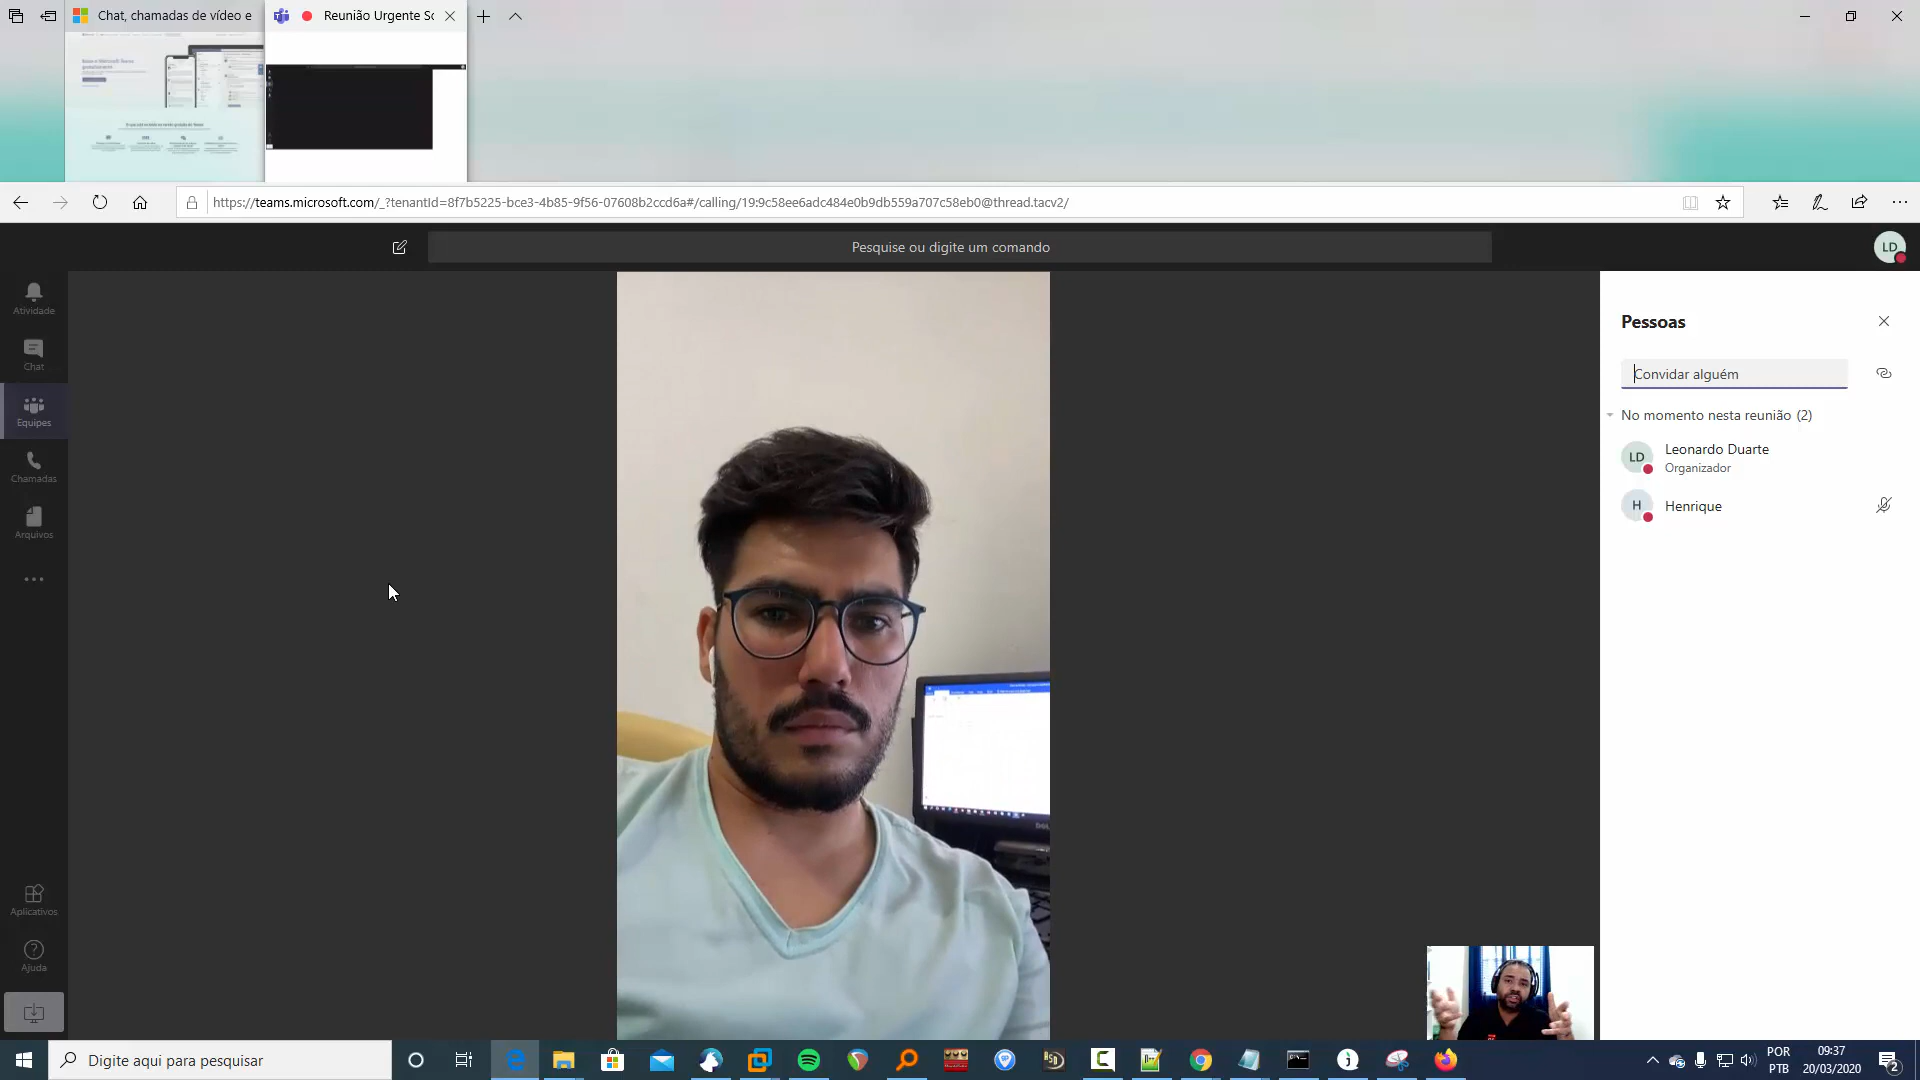 Chat, chamadas de vídeo e
Reunião Urgente Sc
https://teams.microsoft.com/_?tenantId=8f7b5225-bce3-4b85-9f56-07608b2ccd6a#/calling/19:9c58ee6adc484e0b9db559a707c58eb0@thread.tacv2/
Pesquise ou digite um comando
LD
Atividade
Chat
Equipes
Chamadas
Arquivos
Aplicativos
Ajuda
Pessoas
Convidar alguém
No momento nesta reunião (2)
LD
Leonardo Duarte
Organizador
H
Henrique
Digite aqui para pesquisar
POR
PTB
09:37
20/03/2020
2